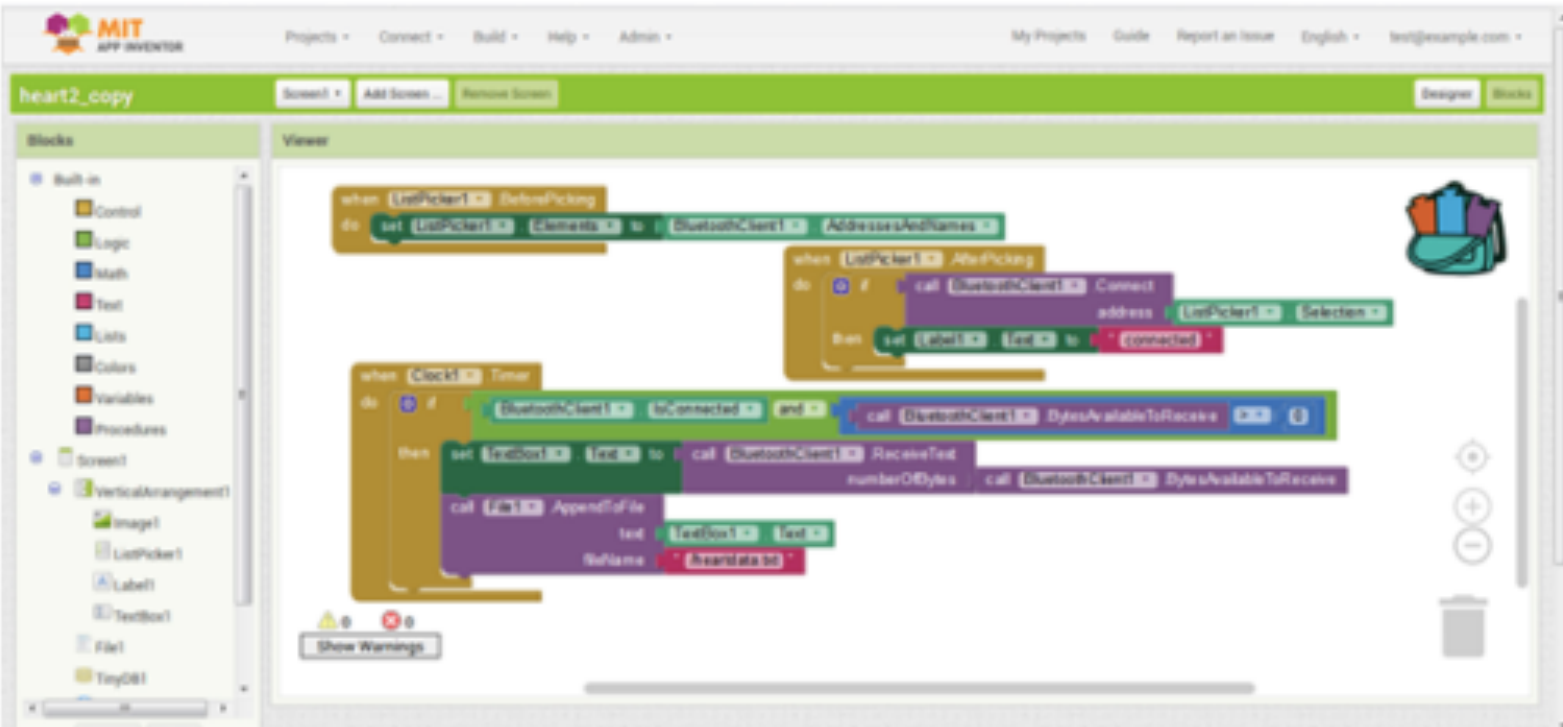 MIT
APP INVENTOR
Projects Connect Build Help Admin My Projects Guide Report an Issue English test@example.com
heart2_copy Screen1 Add Screen ... Remove Screen Designer Blocks
Blocks Viewer
Built-in
Control
Logic
Math
Text
Lists
Colors
Variables
Procedures
Screen1
VerticalArrangement1
Image1
ListPicker1
Label1
TextBox1
File1
TinyDB1
when ListPicker1 .BeforePicking
do set ListPicker1 . Elements to BluetoothClient1 . AddressesAndNames
when ListPicker1 .AfterPicking
do if call BluetoothClient1 .Connect
address ListPicker1 . Selection
then set Label1 . Text to " connected "
when Clock1 .Timer
do if BluetoothClient1 . IsConnected and call BluetoothClient1 .BytesAvailableToReceive > 0
then set TextBox1 . Text to call BluetoothClient1 .ReceiveText
numberOfBytes call BluetoothClient1 .BytesAvailableToReceive
call File1 .AppendToFile
text TextBox1 . Text
fileName
0 0
Show Warnings